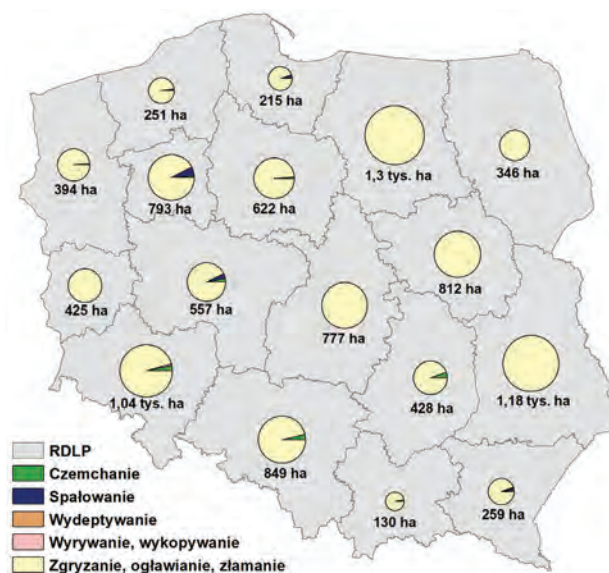 215 ha
251 ha
1,3 tys. ha
346 ha
394 ha
793 ha
622 ha
812 ha
425 ha
557 ha
777 ha
1,04 tys. ha
428 ha
1,18 tys. ha
849 ha
130 ha
259 ha
RDLP
Czemchanie
Spałowanie
Wydeptywanie
Wyrywanie, wykopywanie
Zgryzanie, ogławianie, złamanie